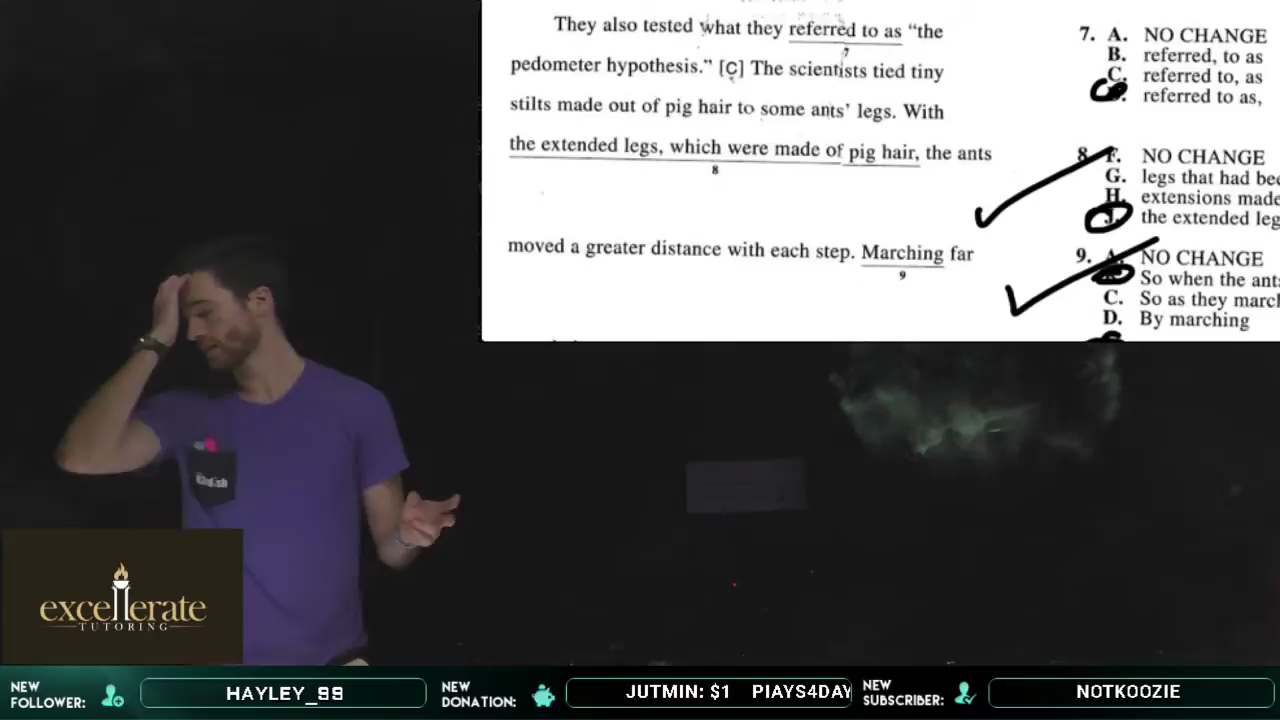 They also tested what they referred to as “the
7
pedometer hypothesis.” [C] The scientists tied tiny
stilts made out of pig hair to some ants’ legs. With
the extended legs, which were made of pig hair, the ants
8
moved a greater distance with each step. Marching far
9
7. A. NO CHANGE
B. referred, to as
C. referred to, as
referred to as,
8. F. NO CHANGE
G. legs that had bee
H. extensions made
J. the extended leg
9. A. NO CHANGE
So when the ants
C. So as they marc
D. By marching
excellerate
TUTORING
NEW FOLLOWER:
HAYLEY_99
NEW DONATION:
JUTMIN: $1 PIAYS4DAY
NEW SUBSCRIBER:
NOTKOOZIE